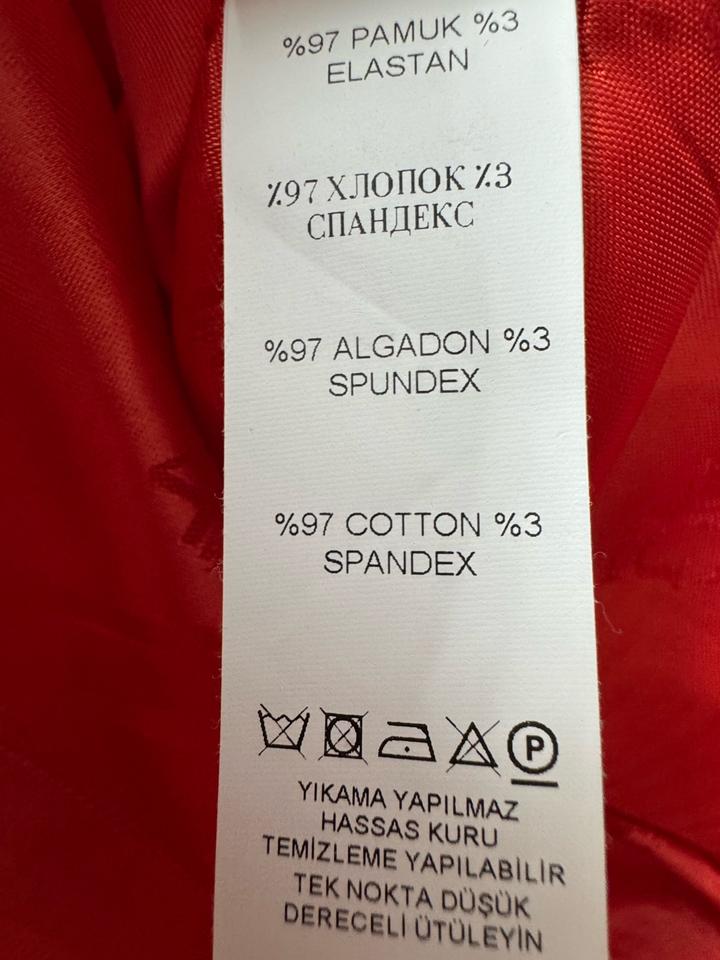 %97 PAMUK %3
ELASTAN
٪97 ХЛОПОК ٪3
СПАНДЕКС
%97 ALGADON %3
SPUNDEX
%97 COTTON %3
SPANDEX
P
YIKAMA YAPILMAZ
HASSAS KURU
TEMİZLEME YAPILABİLİR
TEK NOKTA DÜŞÜK
DERECELİ ÜTÜLEYİN